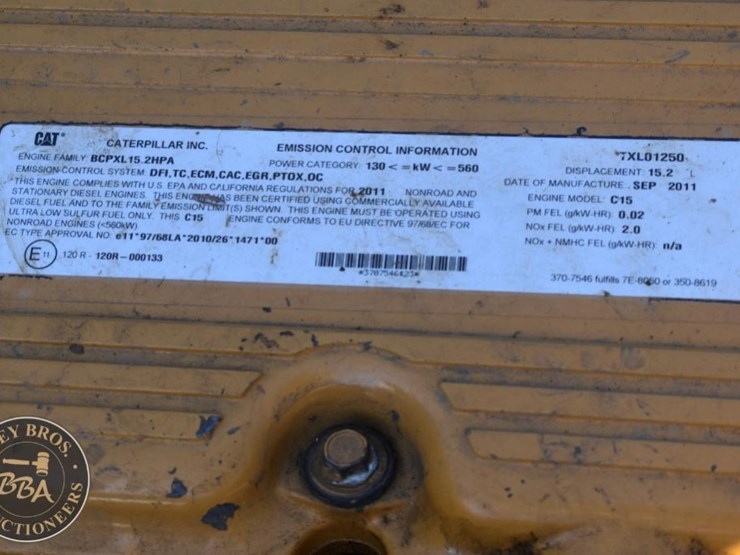 CAT® CATERPILLAR INC. EMISSION CONTROL INFORMATION TXL01250
ENGINE FAMILY: BCPXL15.2HPA POWER CATEGORY: 130 < =kW < =560 DISPLACEMENT: 15.2 L
EMISSION-CONTROL SYSTEM: DFI,TC,ECM,CAC,EGR,PTOX,OC DATE OF MANUFACTURE: SEP 2011
THIS ENGINE COMPLIES WITH U.S. EPA AND CALIFORNIA REGULATIONS FOR 2011 NONROAD AND
STATIONARY DIESEL ENGINES. THIS ENGINE HAS BEEN CERTIFIED USING COMMERCIALLY AVAILABLE
DIESEL FUEL AND TO THE FAMILY EMISSION LIMIT(S) SHOWN. THIS ENGINE MUST BE OPERATED USING
ULTRA LOW SULFUR FUEL ONLY. THIS C15 ENGINE CONFORMS TO EU DIRECTIVE 97/68/EC FOR
NONROAD ENGINES (<560kW)
EC TYPE APPROVAL NO: e11*97/68LA*2010/26*1471*00
ENGINE MODEL: C15
PM FEL (g/kW-HR): 0.02
NOx FEL (g/kW-HR): 2.0
NOx + NMHC FEL (g/kW-HR): n/a
E11 120 R - 120R-000133
370-7546 fulfills 7E-8060 or 350-8619
EY BROS.
BBA
CTIONEERS